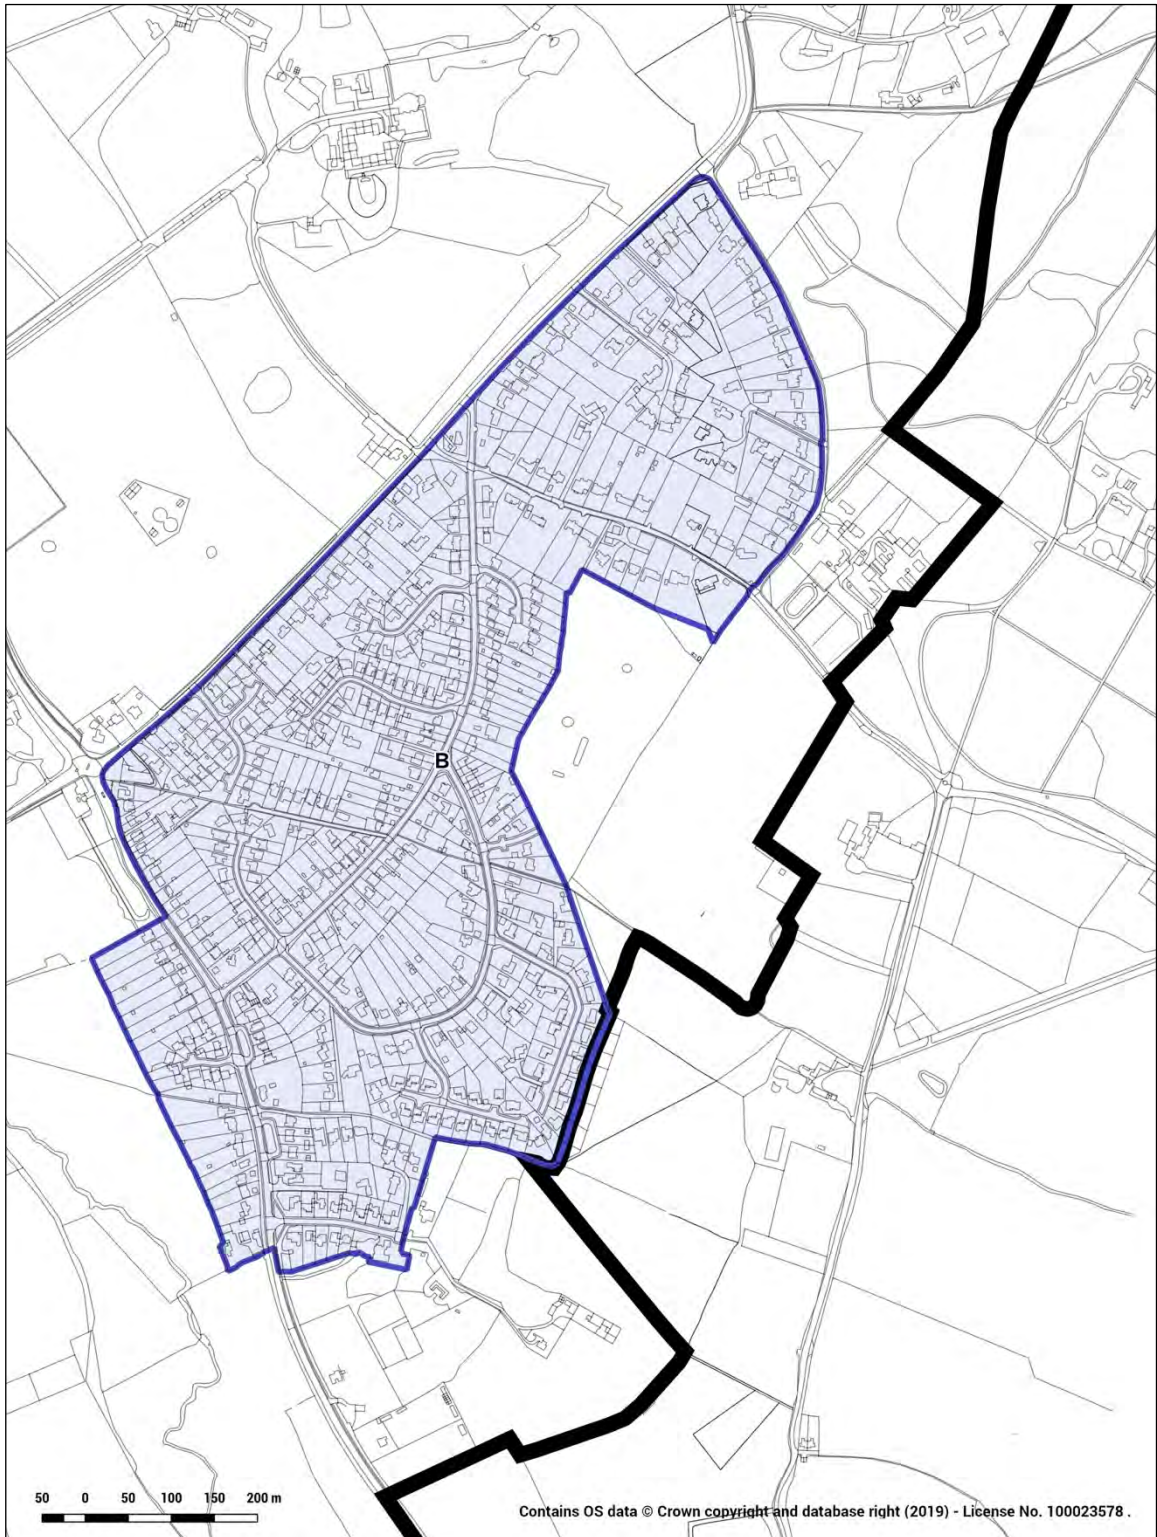 B
50 0 50 100 150 200 m
Contains OS data © Crown copyright and database right (2019) - License No. 100023578 .